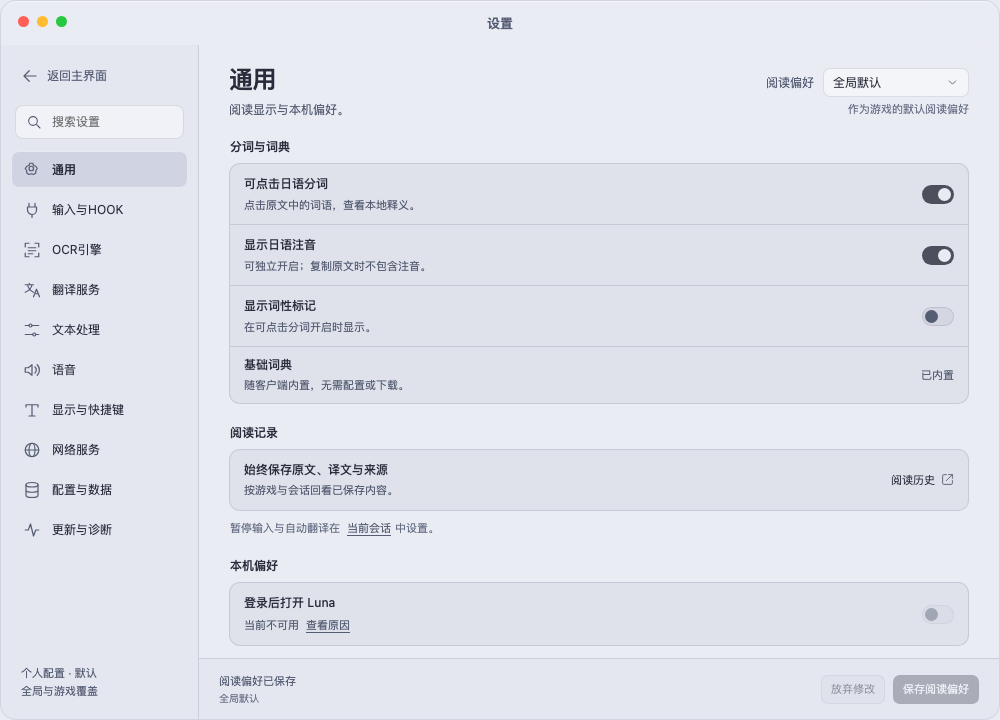 设置
返回主界面
搜索设置
通用
输入与HOOK
OCR引擎
翻译服务
文本处理
语音
显示与快捷键
网络服务
配置与数据
更新与诊断
个人配置 · 默认
全局与游戏覆盖
通用
阅读显示与本机偏好。
阅读偏好
全局默认
作为游戏的默认阅读偏好
分词与词典
可点击日语分词
点击原文中的词语，查看本地释义。
显示日语注音
可独立开启；复制原文时不包含注音。
显示词性标记
在可点击分词开启时显示。
基础词典
随客户端内置，无需配置或下载。
已内置
阅读记录
始终保存原文、译文与来源
按游戏与会话回看已保存内容。
阅读历史
暂停输入与自动翻译在 当前会话 中设置。
本机偏好
登录后打开 Luna
当前不可用 查看原因
阅读偏好已保存
全局默认
放弃修改
保存阅读偏好